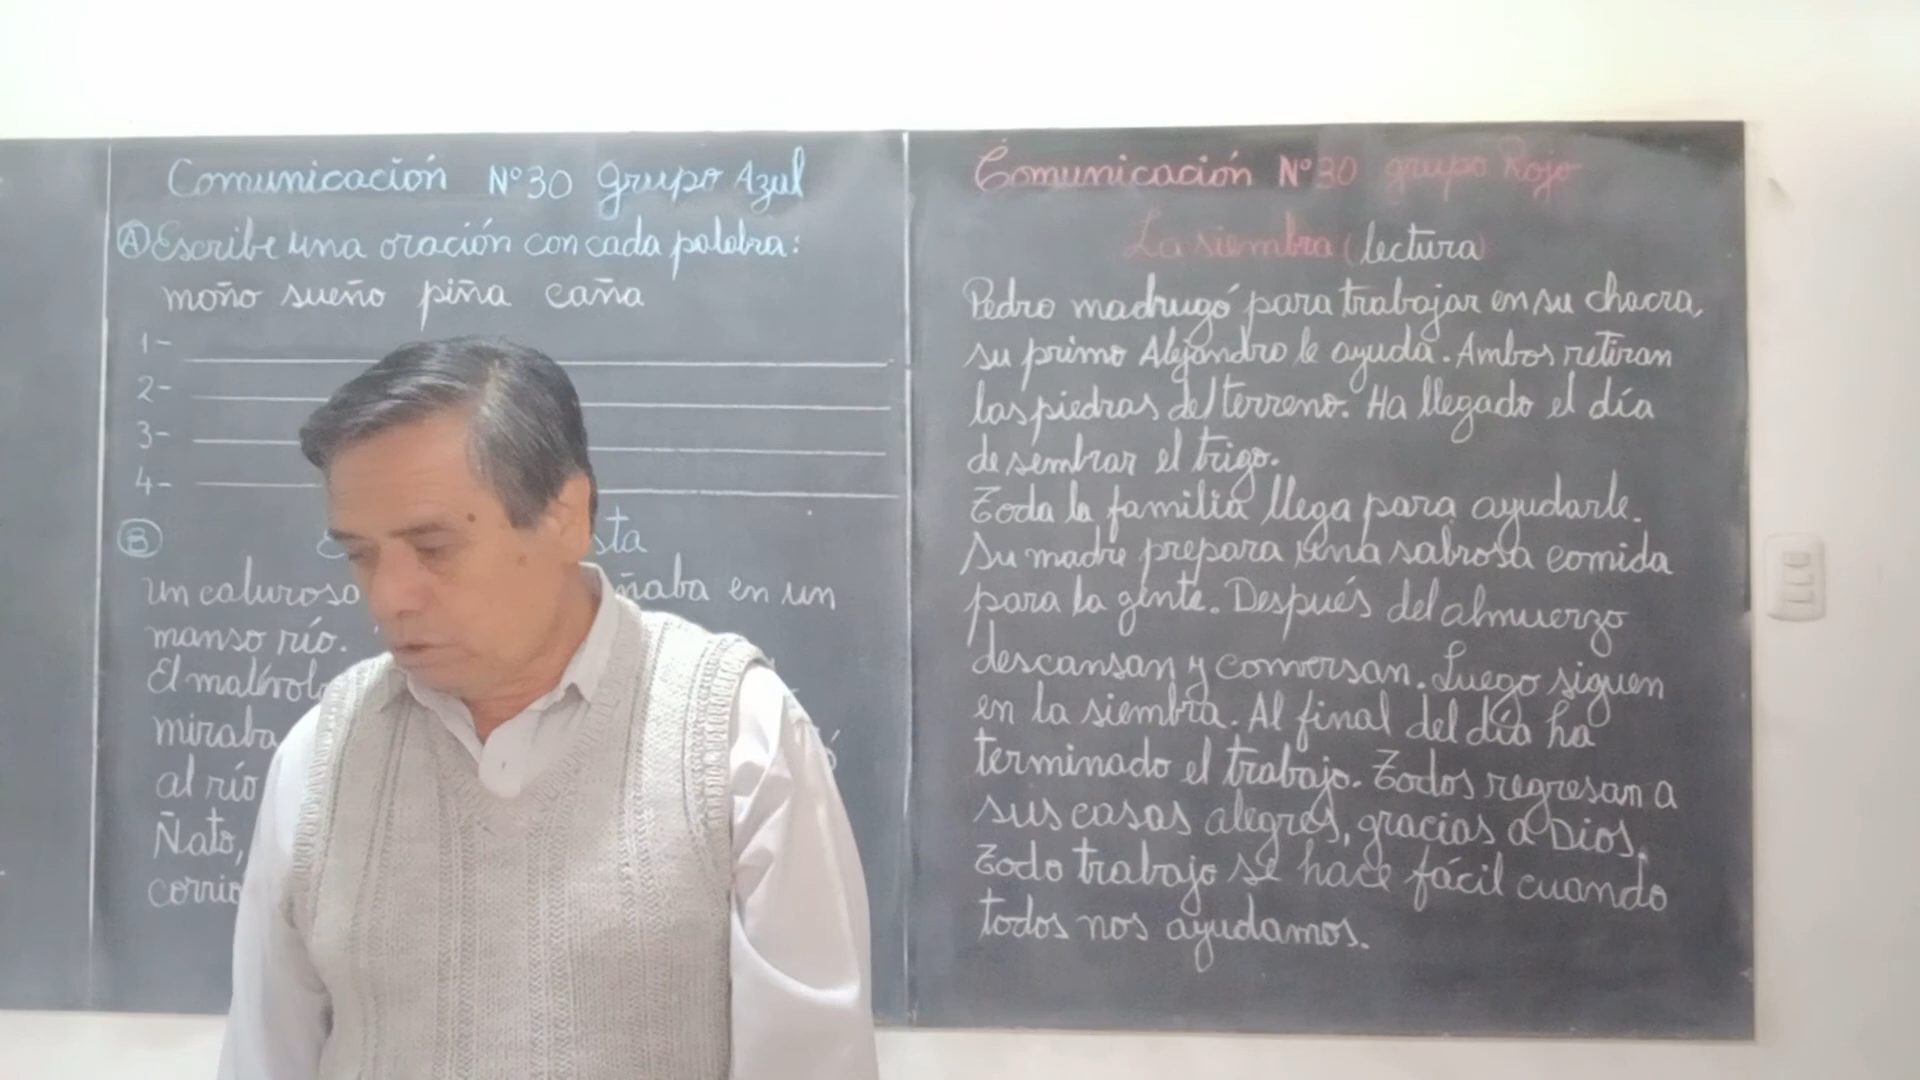 Comunicación N° 30 grupo Azul
Ⓐ Escribe una oración con cada palabra:
moño sueño piña caña
1-
2-
3-
4-
Ⓑ
un caluroso ñaba en un
manso río.
El
miraba
al río
Ñato,
Comunicación N° 30 grupo Rojo
La siembra (lectura)
Pedro madrugó para trabajar en su chacra,
su primo Alejandro le ayuda. Ambos retiran
las piedras del terreno. Ha llegado el día
de sembrar el trigo.
Toda la familia llega para ayudarle.
Su madre prepara una sabrosa comida
para la gente. Después del almuerzo
descansan y conversan. Luego siguen
en la siembra. Al final del día ha
terminado el trabajo. Todos regresan a
sus casas alegres, gracias a Dios.
Todo trabajo se hace fácil cuando
todos nos ayudamos.